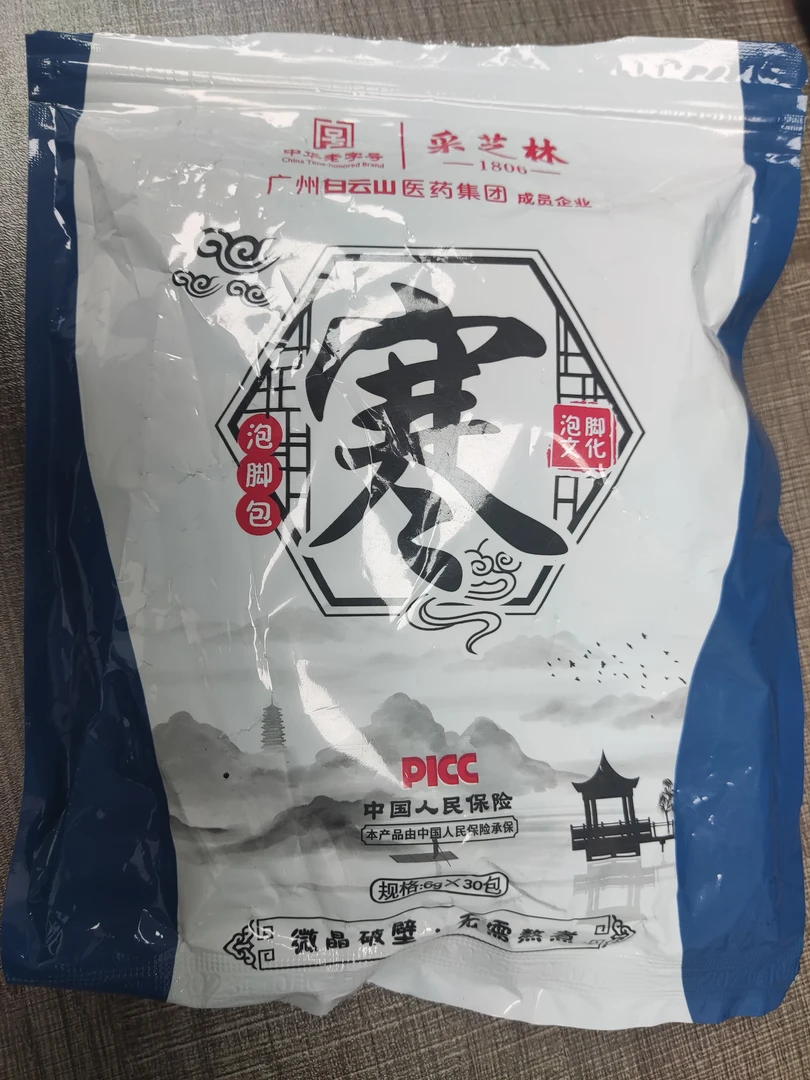 中华老字号
China Time-honored Brand
采芝林
1806
广州白云山医药集团 成员企业
寒
泡脚包
泡脚
文化
PICC
中国人民保险
本产品由中国人民保险承保
规格:6g×30包
微晶破壁·无需熬煮